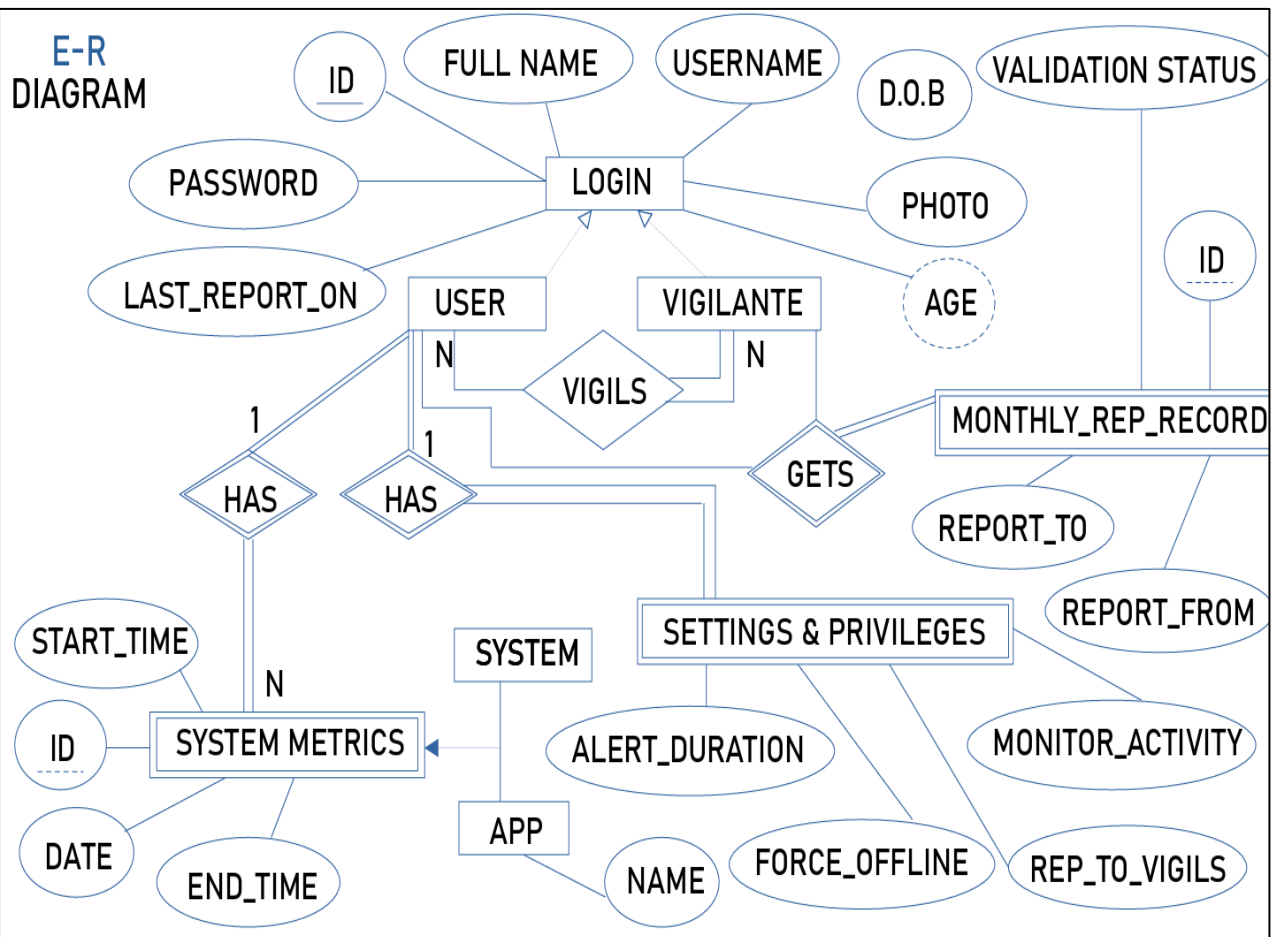 E-R
DIAGRAM
ID
FULL NAME
USERNAME
D.O.B
VALIDATION STATUS
PASSWORD
LOGIN
PHOTO
ID
LAST_REPORT_ON
USER
VIGILANTE
AGE
N
VIGILS
N
1
1
MONTHLY_REP_RECORD
HAS
HAS
GETS
REPORT_TO
REPORT_FROM
START_TIME
SYSTEM
SETTINGS & PRIVILEGES
N
ID
SYSTEM METRICS
ALERT_DURATION
MONITOR_ACTIVITY
DATE
END_TIME
APP
NAME
FORCE_OFFLINE
REP_TO_VIGILS